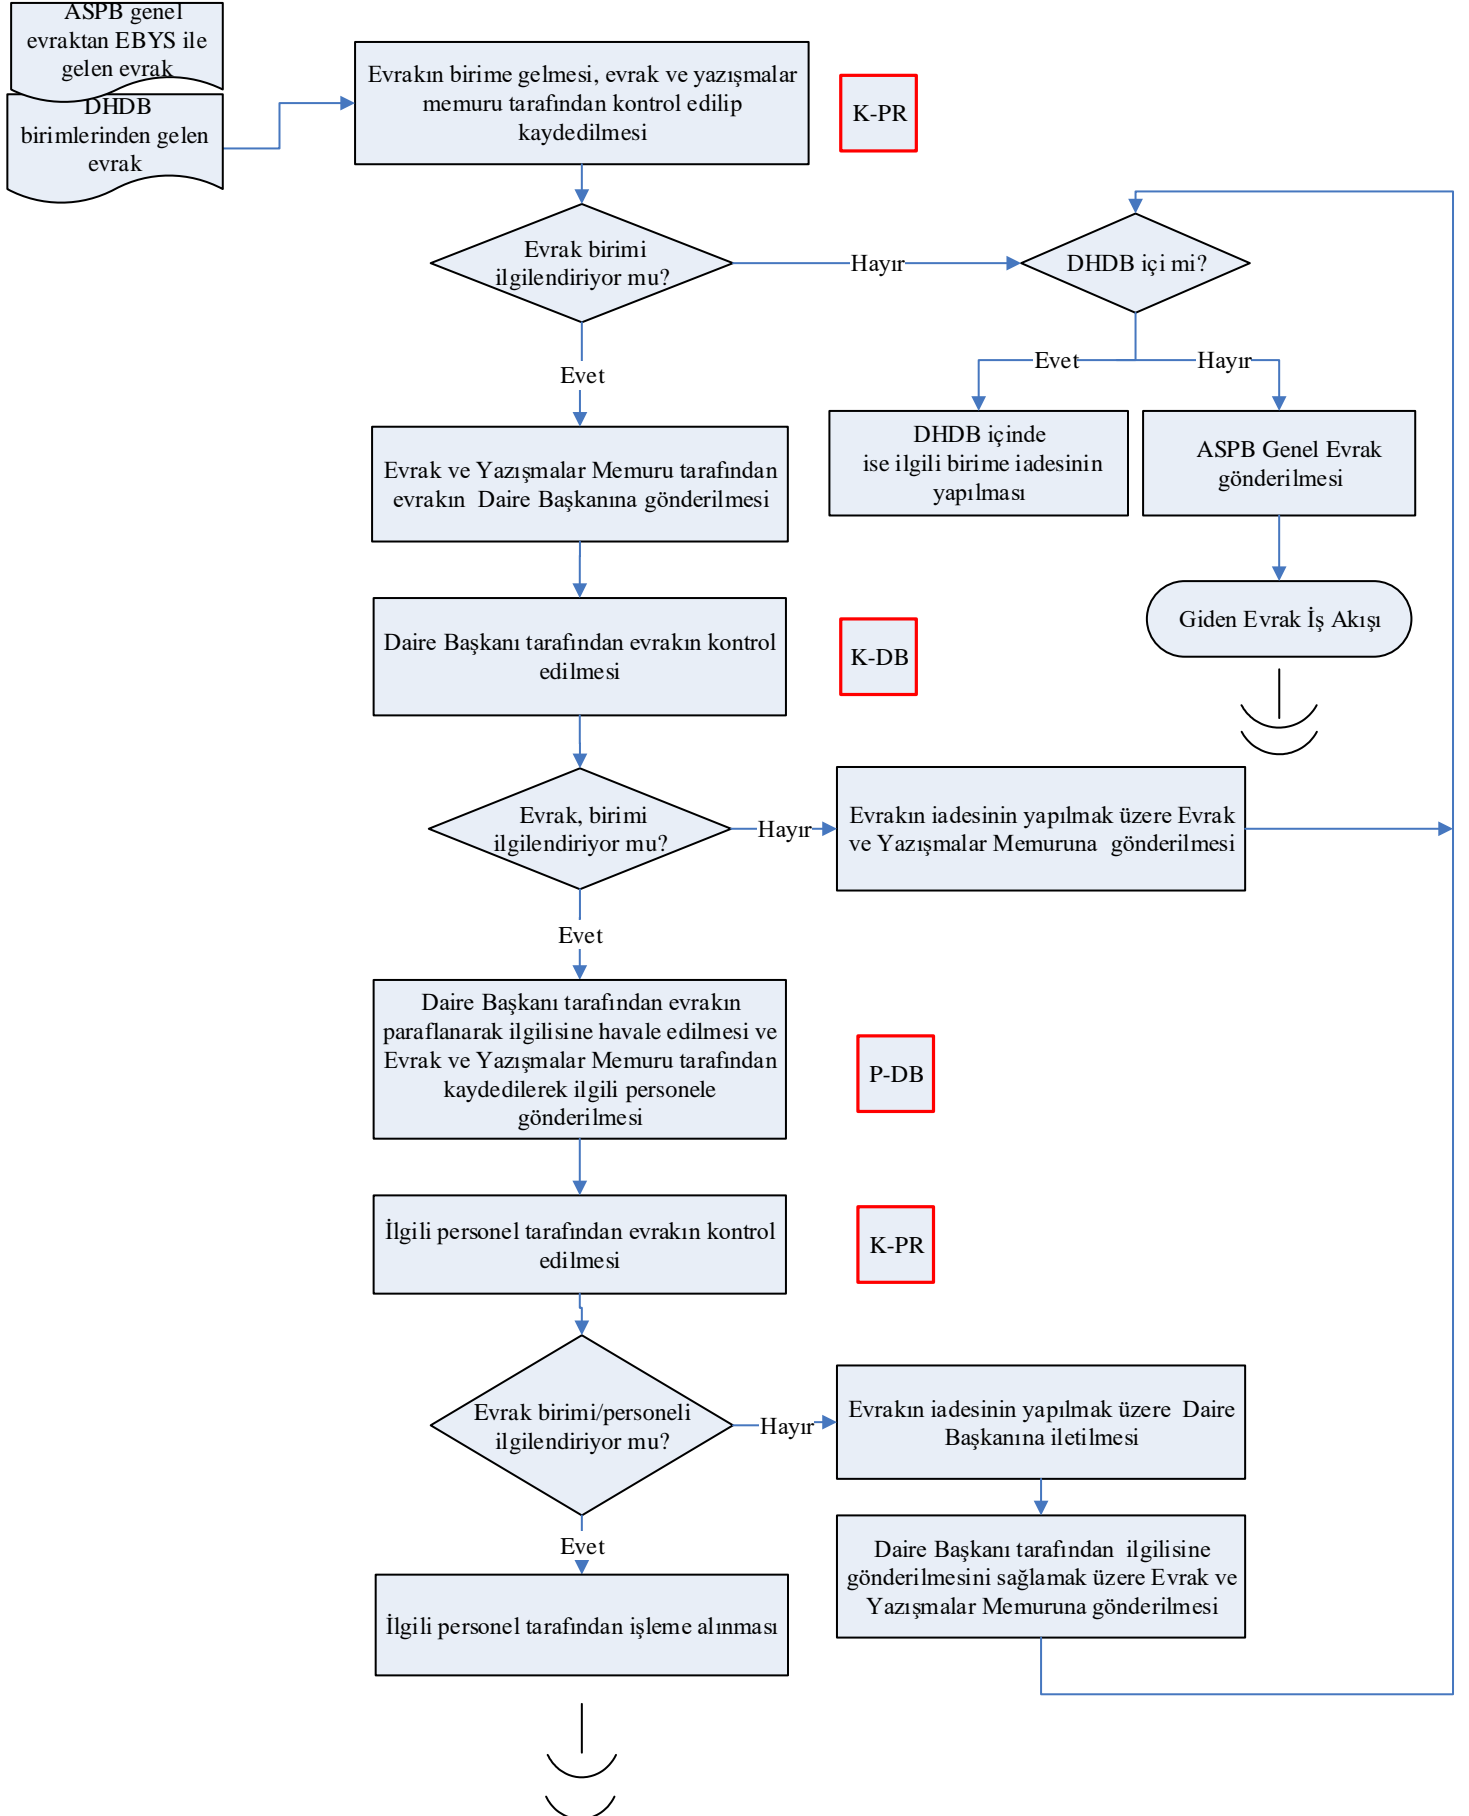 ASPB genel
evraktan EBYS ile
gelen evrak
DHDB
birimlerinden gelen
evrak
Evrakın birime gelmesi, evrak ve yazışmalar
memuru tarafından kontrol edilip
kaydedilmesi
K-PR
Evrak birimi
ilgilendiriyor mu?
Hayır
DHDB içi mi?
Evet
Evet
Hayır
Evrak ve Yazışmalar Memuru tarafından
evrakın Daire Başkanına gönderilmesi
DHDB içinde
ise ilgili birime iadesinin
yapılması
ASPB Genel Evrak
gönderilmesi
Giden Evrak İş Akışı
Daire Başkanı tarafından evrakın kontrol
edilmesi
K-DB
Evrak, birimi
ilgilendiriyor mu?
Hayır
Evrakın iadesinin yapılmak üzere Evrak
ve Yazışmalar Memuruna gönderilmesi
Evet
Daire Başkanı tarafından evrakın
paraflanarak ilgilisine havale edilmesi ve
Evrak ve Yazışmalar Memuru tarafından
kaydedilerek ilgili personele
gönderilmesi
P-DB
İlgili personel tarafından evrakın kontrol
edilmesi
K-PR
Evrak birimi/personeli
ilgilendiriyor mu?
Hayır
Evrakın iadesinin yapılmak üzere Daire
Başkanına iletilmesi
Evet
Daire Başkanı tarafından ilgilisine
gönderilmesini sağlamak üzere Evrak ve
Yazışmalar Memuruna gönderilmesi
İlgili personel tarafından işleme alınması